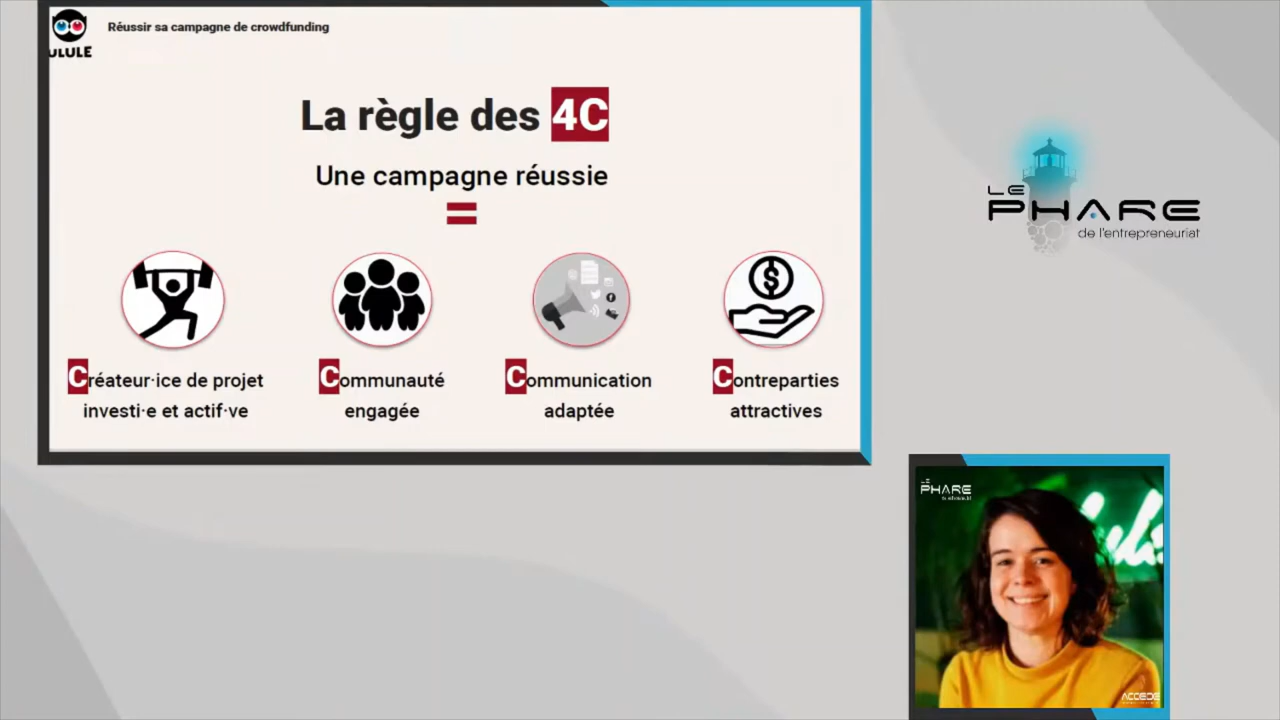 Réussir sa campagne de crowdfunding
ULULE
La règle des 4C
Une campagne réussie
=
Créateur·ice de projet
investi·e et actif·ve
Communauté
engagée
Communication
adaptée
Contreparties
attractives
LE
PHARE
de l'entrepreneuriat
LE
PHARE
ACCEDE